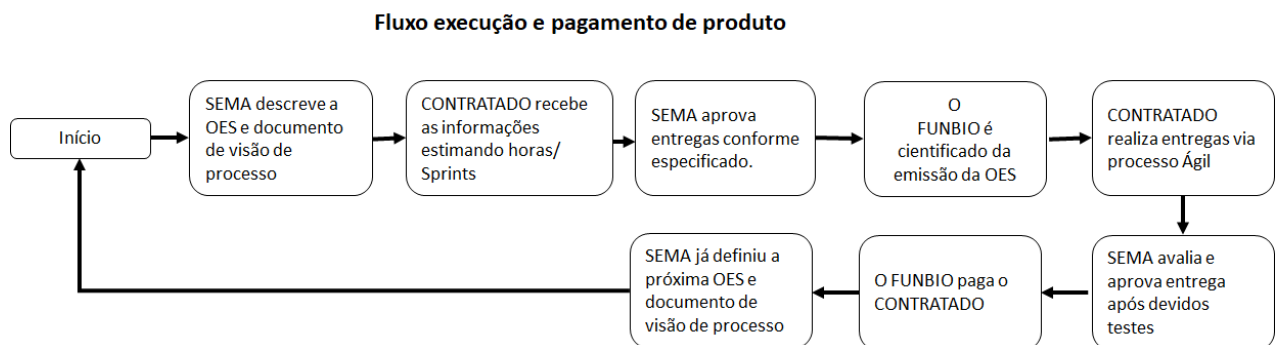 Fluxo execução e pagamento de produto
Início
SEMA descreve a
OES e documento
de visão de
processo
CONTRATADO recebe
as informações
estimando horas/
Sprints
SEMA aprova
entregas conforme
especificado.
O
FUNBIO é
cientificado da
emissão da OES
CONTRATADO
realiza entregas via
processo Ágil
SEMA avalia e
aprova entrega
após devidos
testes
O FUNBIO paga o
CONTRATADO
SEMA já definiu a
próxima OES e
documento de
visão de processo